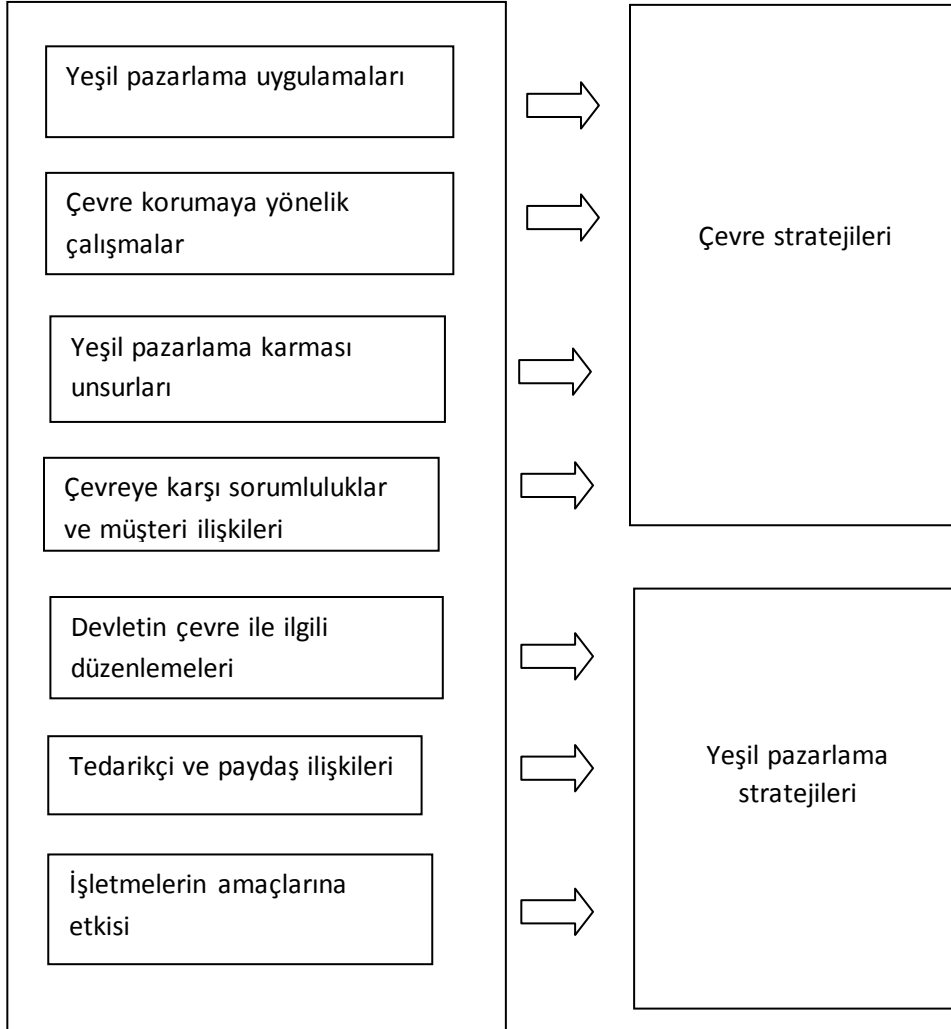 Yeşil pazarlama uygulamaları
Çevre korumaya yönelik
çalışmalar
Yeşil pazarlama karması
unsurları
Çevreye karşı sorumluluklar
ve müşteri ilişkileri
Devletin çevre ile ilgili
düzenlemeleri
Tedarikçi ve paydaş ilişkileri
İşletmelerin amaçlarına
etkisi
Çevre stratejileri
Yeşil pazarlama
stratejileri